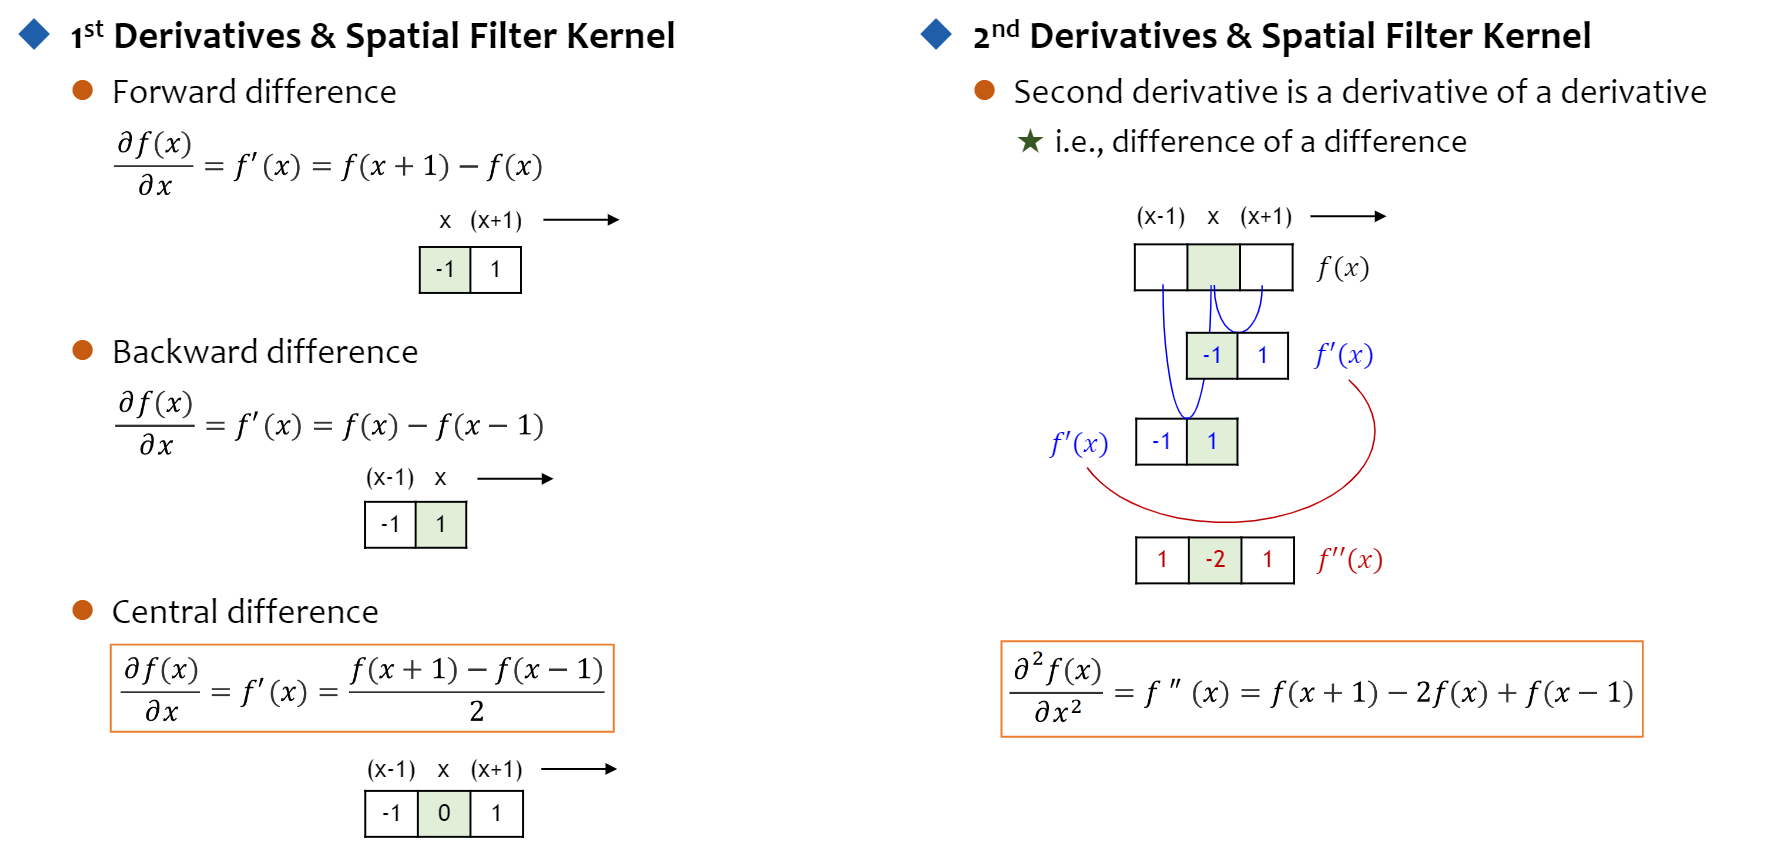 1st Derivatives & Spatial Filter Kernel
Forward difference
∂f(x)/∂x = f′(x) = f(x + 1) − f(x)
x (x+1)
-1 1
Backward difference
∂f(x)/∂x = f′(x) = f(x) − f(x − 1)
(x-1) x
-1 1
Central difference
∂f(x)/∂x = f′(x) = (f(x + 1) − f(x − 1))/2
(x-1) x (x+1)
-1 0 1
2nd Derivatives & Spatial Filter Kernel
Second derivative is a derivative of a derivative
i.e., difference of a difference
(x-1) x (x+1)
f(x)
-1 1 f′(x)
f′(x) -1 1
1 -2 1 f′′(x)
∂²f(x)/∂x² = f ″ (x) = f(x + 1) − 2f(x) + f(x − 1)